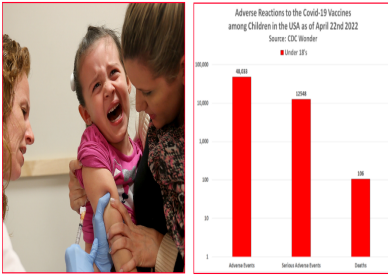 Adverse Reactions to the Covid-19 Vaccines
among Children in the USA as of April 22nd 2022
Source: CDC Wonder
Under 18's
100,000
10,000
1,000
100
10
1
48,033
12948
106
Adverse Events
Serious Adverse Events
Deaths